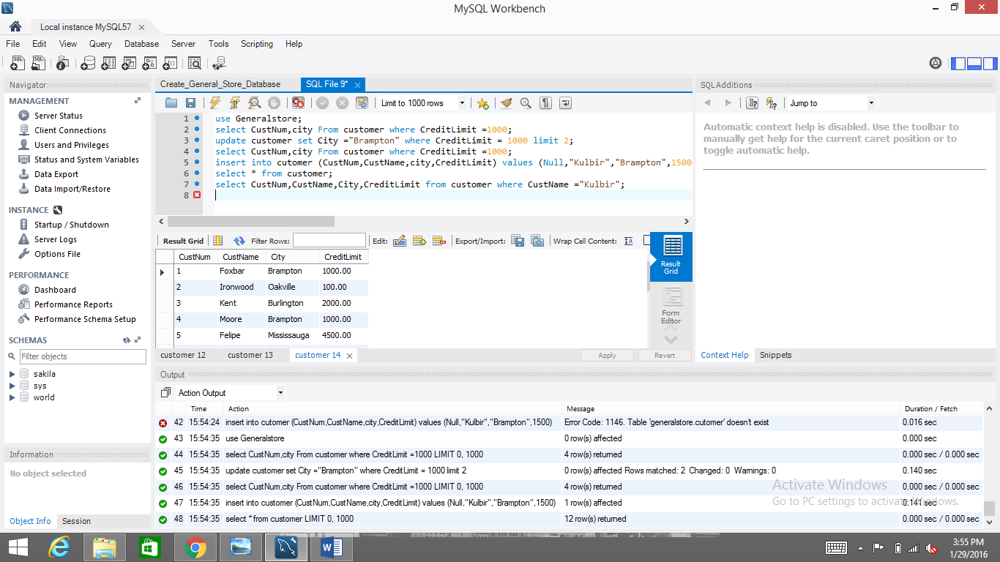 MySQL Workbench
Local instance MySQL57
File Edit View Query Database Server Tools Scripting Help
Navigator
MANAGEMENT
Server Status
Client Connections
Users and Privileges
Status and System Variables
Data Export
Data Import/Restore
INSTANCE
Startup / Shutdown
Server Logs
Options File
PERFORMANCE
Dashboard
Performance Reports
Performance Schema Setup
SCHEMAS
Filter objects
sakila
sys
world
Information
No object selected
Object Info Session
Create_General_Store_Database SQL File 9*
Limit to 1000 rows
1 use Generalstore;
2 select CustNum,city From customer where CreditLimit =1000;
3 update customer set City ="Brampton" where CreditLimit = 1000 limit 2;
4 select CustNum,city From customer where CreditLimit =1000;
5 insert into cutomer (CustNum,CustName,city,CreditLimit) values (Null,"Kulbir","Brampton",1500
6 select * from customer;
7 select CustNum,CustName,City,CreditLimit from customer where CustName ="Kulbir";
8
Result Grid Filter Rows: Edit: Export/Import: Wrap Cell Content:
CustNum CustName City CreditLimit
1 Foxbar Brampton 1000.00
2 Ironwood Oakville 100.00
3 Kent Burlington 2000.00
4 Moore Brampton 1000.00
5 Felipe Mississauga 4500.00
Result
Grid
Form
Editor
customer 12 customer 13 customer 14 Apply Revert
SQLAdditions
Jump to
Automatic context help is disabled. Use the toolbar to
manually get help for the current caret position or to
toggle automatic help.
Context Help Snippets
Output
Action Output
Time Action Message Duration / Fetch
42 15:54:24 insert into cutomer (CustNum,CustName,city,CreditLimit) values (Null,"Kulbir","Brampton",1500) Error Code: 1146. Table 'generalstore.cutomer' doesn't exist 0.016 sec
43 15:54:35 use Generalstore 0 row(s) affected 0.000 sec
44 15:54:35 select CustNum,city From customer where CreditLimit =1000 LIMIT 0, 1000 4 row(s) returned 0.000 sec / 0.000 sec
45 15:54:35 update customer set City ="Brampton" where CreditLimit = 1000 limit 2 0 row(s) affected Rows matched: 2 Changed: 0 Warnings: 0 0.140 sec
46 15:54:35 select CustNum,city From customer where CreditLimit =1000 LIMIT 0, 1000 4 row(s) returned 0.000 sec / 0.000 sec
47 15:54:35 insert into customer (CustNum,CustName,city,CreditLimit) values (Null,"Kulbir","Brampton",1500) 1 row(s) affected 0.141 sec
48 15:54:35 select * from customer LIMIT 0, 1000 12 row(s) returned 0.000 sec / 0.000 sec
Activate Windows
Go to PC settings to activate Windows.
3:55 PM
1/29/2016